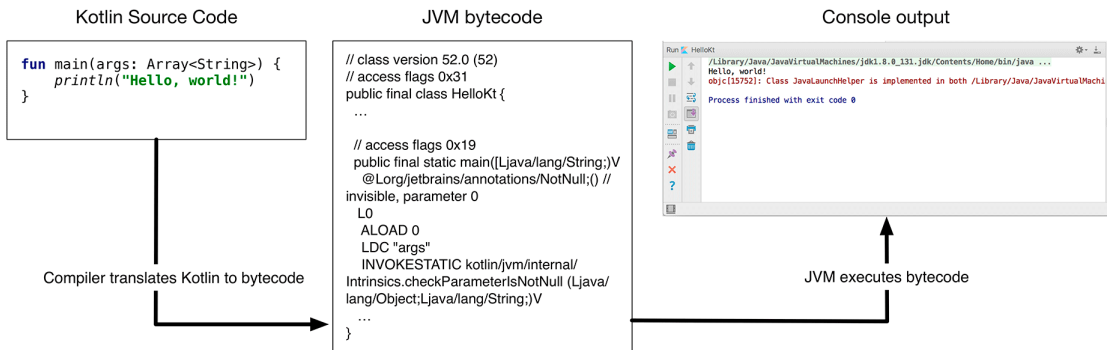 Kotlin Source Code
fun main(args: Array<String>) {
println("Hello, world!")
}
Compiler translates Kotlin to bytecode
JVM bytecode
// class version 52.0 (52)
// access flags 0x31
public final class HelloKt {
...
// access flags 0x19
public final static main([Ljava/lang/String;)V
@Lorg/jetbrains/annotations/NotNull;() //
invisible, parameter 0
L0
ALOAD 0
LDC "args"
INVOKESTATIC kotlin/jvm/internal/
Intrinsics.checkParameterIsNotNull (Ljava/
lang/Object;Ljava/lang/String;)V
...
}
Console output
Run HelloKt
/Library/Java/JavaVirtualMachines/jdk1.8.0_131.jdk/Contents/Home/bin/java ...
Hello, world!
objc[15752]: Class JavaLaunchHelper is implemented in both /Library/Java/JavaVirtualMachi
Process finished with exit code 0
JVM executes bytecode